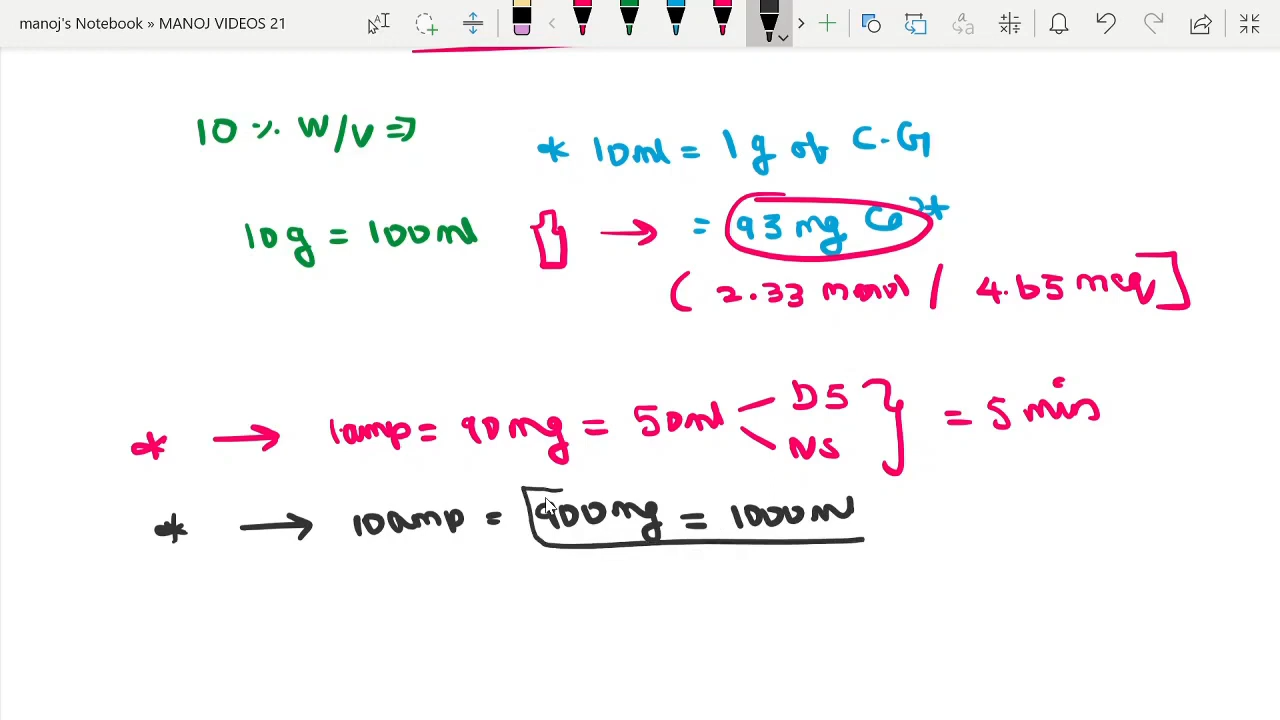 manoj's Notebook » MANOJ VIDEOS 21
10 % W/V ⇒
* 10ml = 1g of C.G
10g = 100ml → = 93 mg Ca²*
( 2.33 mmol / 4.65 meq ]
* → 1amp = 90mg = 50ml < D5 NS } = 5 min
* → 10amp = 900mg = 1000ml